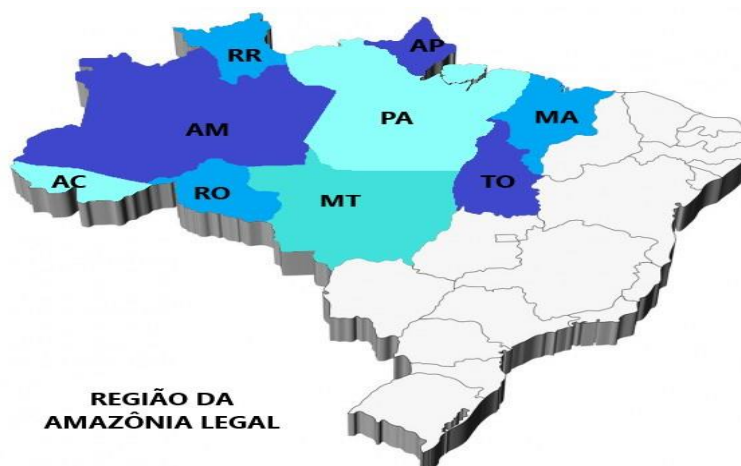 RR
AP
AM
PA
MA
AC
RO
MT
TO
REGIÃO DA
AMAZÔNIA LEGAL